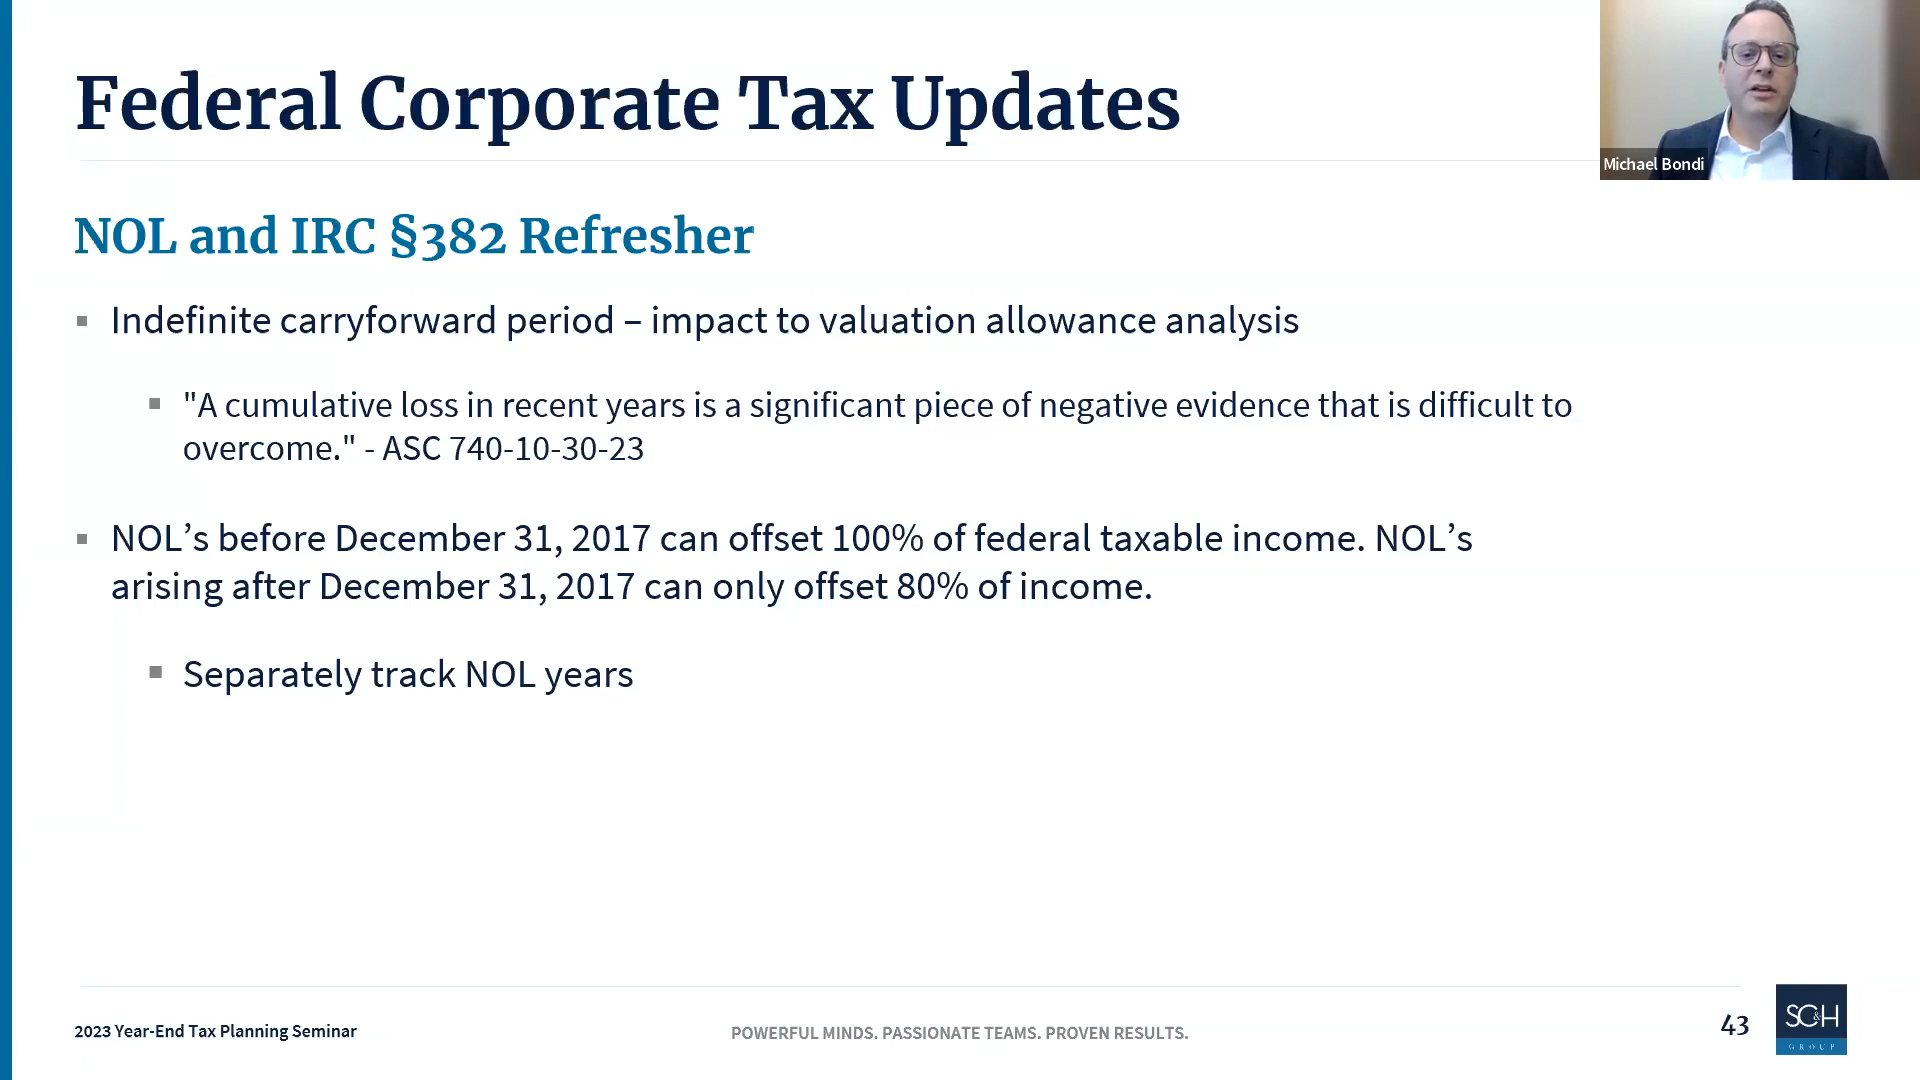 Federal Corporate Tax Updates
Michael Bondi
NOL and IRC §382 Refresher
Indefinite carryforward period – impact to valuation allowance analysis
"A cumulative loss in recent years is a significant piece of negative evidence that is difficult to
overcome." - ASC 740-10-30-23
NOL’s before December 31, 2017 can offset 100% of federal taxable income. NOL’s
arising after December 31, 2017 can only offset 80% of income.
Separately track NOL years
2023 Year-End Tax Planning Seminar
POWERFUL MINDS. PASSIONATE TEAMS. PROVEN RESULTS.
43
SC&H
GROUP